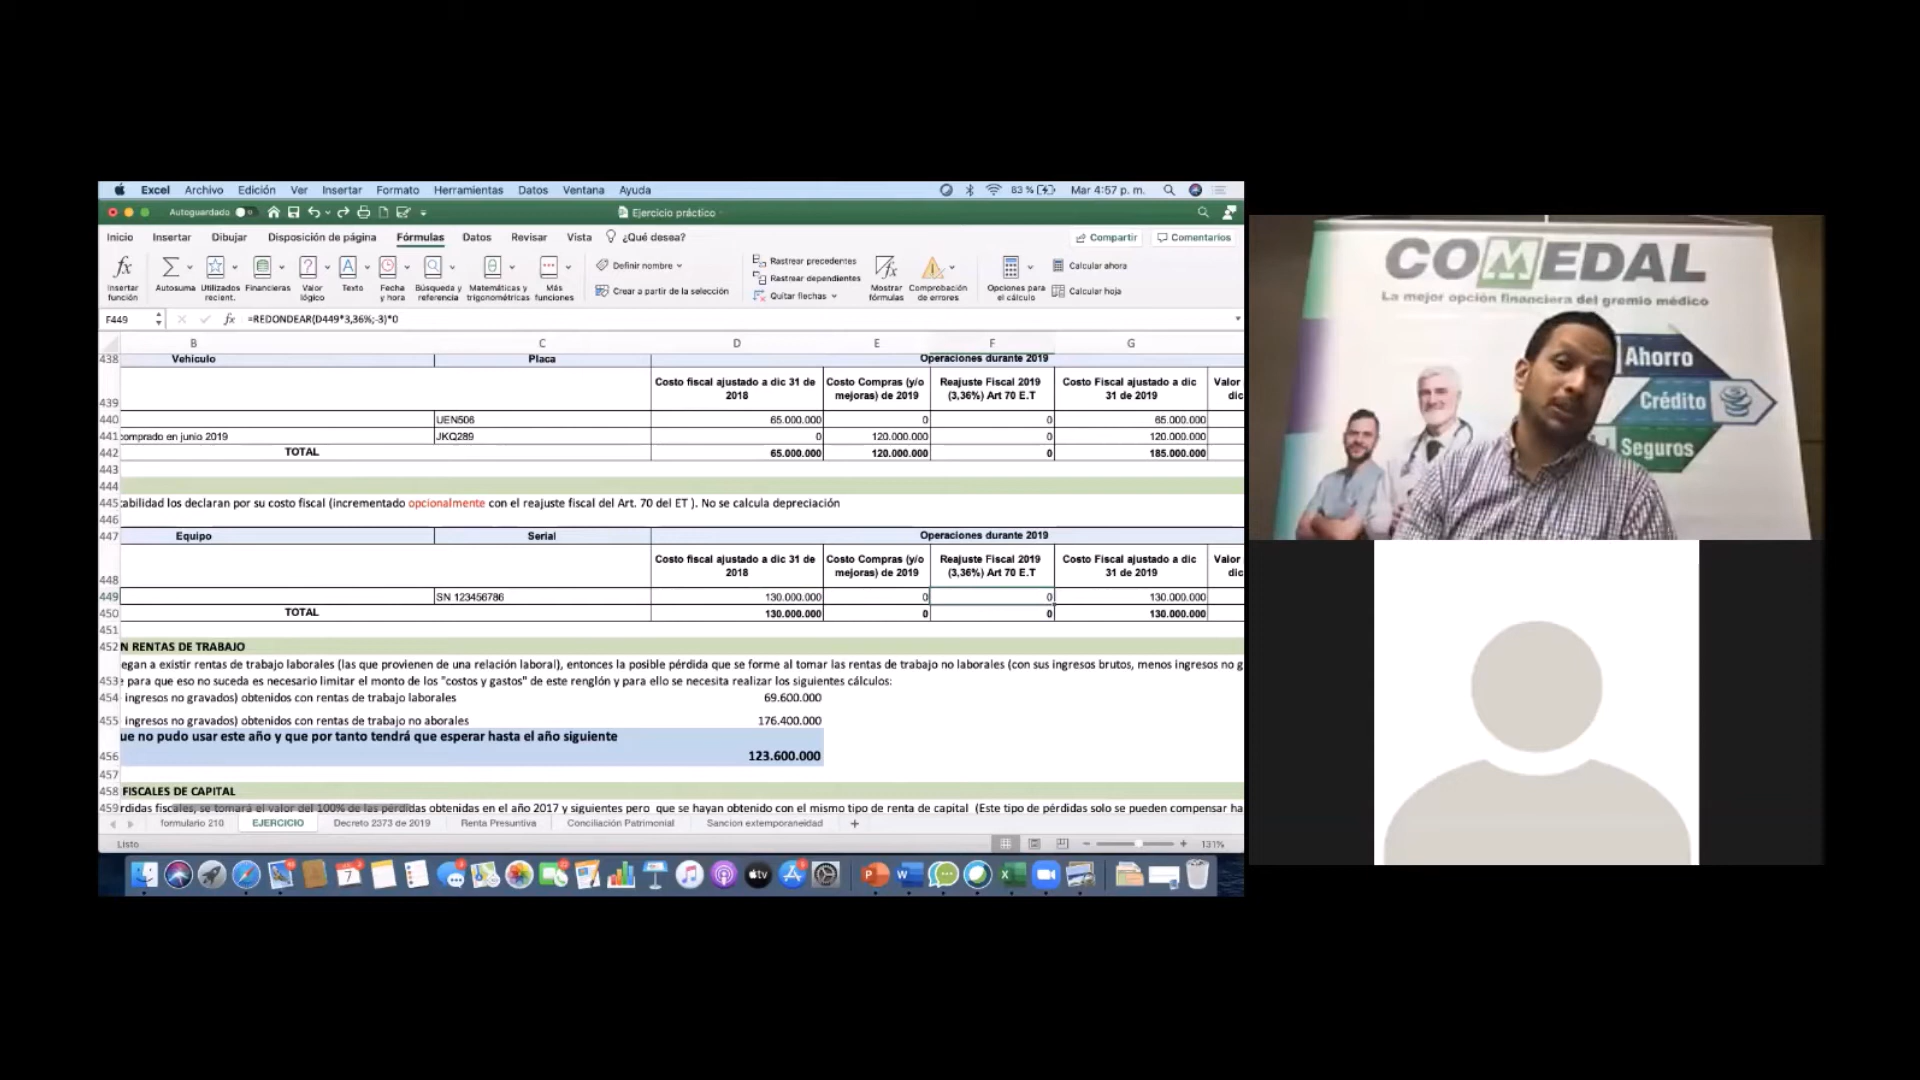 Excel Archivo Edición Ver Insertar Formato Herramientas Datos Ventana Ayuda 83 % Mar 4:57 p. m.
Autoguardado Ejercicio práctico
Inicio Insertar Dibujar Disposición de página Fórmulas Datos Revisar Vista ¿Qué desea? Compartir Comentarios
Insertar función Autosuma Utilizados recient. Financieras Valor lógico Texto Fecha y hora Búsqueda y referencia Matemáticas y trigonométricas Más funciones
Definir nombre
Crear a partir de la selección
Rastrear precedentes
Rastrear dependientes
Quitar flechas
Mostrar fórmulas Comprobación de errores Opciones para el cálculo
Calcular ahora
Calcular hoja
F449 fx =REDONDEAR(D449*3,36%;-3)*0
B C D E F G
438 Vehiculo Placa Operaciones durante 2019
439 Costo fiscal ajustado a dic 31 de 2018 Costo Compras (y/o mejoras) de 2019 Reajuste Fiscal 2019 (3,36%) Art 70 E.T Costo Fiscal ajustado a dic 31 de 2019 Valor dic
440 UEN506 65.000.000 0 0 65.000.000
441 comprado en junio 2019 JKQ289 0 120.000.000 0 120.000.000
442 TOTAL 65.000.000 120.000.000 0 185.000.000
443
444
445 tabilidad los declaran por su costo fiscal (incrementado opcionalmente con el reajuste fiscal del Art. 70 del ET ). No se calcula depreciación
446
447 Equipo Serial Operaciones durante 2019
448 Costo fiscal ajustado a dic 31 de 2018 Costo Compras (y/o mejoras) de 2019 Reajuste Fiscal 2019 (3,36%) Art 70 E.T Costo Fiscal ajustado a dic 31 de 2019 Valor dic
449 SN 123456786 130.000.000 0 0 130.000.000
450 TOTAL 130.000.000 0 0 130.000.000
451
452 N RENTAS DE TRABAJO
egan a existir rentas de trabajo laborales (las que provienen de una relación laboral), entonces la posible pérdida que se forme al tomar las rentas de trabajo no laborales (con sus ingresos brutos, menos ingresos no g
453 e para que eso no suceda es necesario limitar el monto de los "costos y gastos" de este renglón y para ello se necesita realizar los siguientes cálculos:
454 ingresos no gravados) obtenidos con rentas de trabajo laborales 69.600.000
455 ingresos no gravados) obtenidos con rentas de trabajo no aborales 176.400.000
ue no pudo usar este año y que por tanto tendrá que esperar hasta el año siguiente
456 123.600.000
457
458 FISCALES DE CAPITAL
459 rdidas fiscales, se tomará el valor del 100% de las pérdidas obtenidas en el año 2017 y siguientes pero que se hayan obtenido con el mismo tipo de renta de capital (Este tipo de pérdidas solo se pueden compensar ha
formulario 210 EJERCICIO Decreto 2373 de 2019 Renta Presuntiva Conciliación Patrimonial Sancion extemporaneidad +
Listo 131%
7 tv P W X
COMEDAL
La mejor opción financiera del gremio médico
Ahorro
Crédito
Seguros